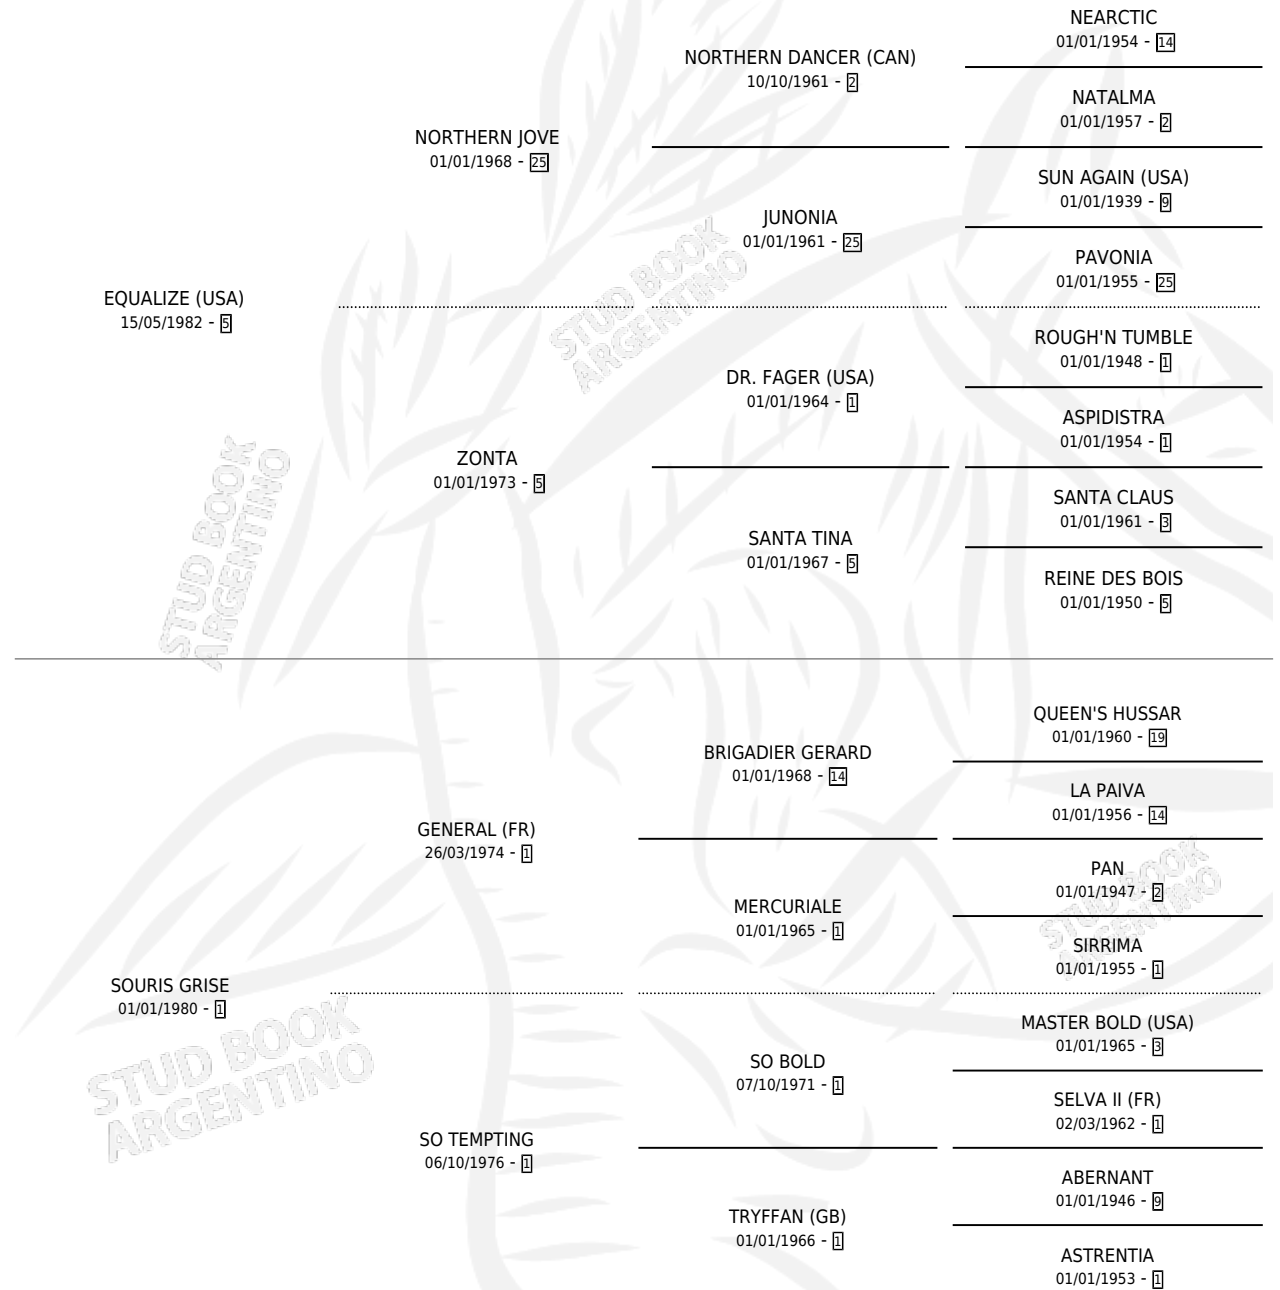 NEARCTIC
01/01/1954 - 14
NORTHERN DANCER (CAN)
10/10/1961 - 2
NATALMA
01/01/1957 - 2
NORTHERN JOVE
01/01/1968 - 25
SUN AGAIN (USA)
01/01/1939 - 9
JUNONIA
01/01/1961 - 25
PAVONIA
01/01/1955 - 25
EQUALIZE (USA)
15/05/1982 - 5
STUD BOOK
ARGENTINO
ROUGH'N TUMBLE
01/01/1948 - 1
DR. FAGER (USA)
01/01/1964 - 1
ASPIDISTRA
01/01/1954 - 1
ZONTA
01/01/1973 - 5
SANTA CLAUS
01/01/1961 - 3
SANTA TINA
01/01/1967 - 5
REINE DES BOIS
01/01/1950 - 5
STUD BOOK
ARGENTINO
QUEEN'S HUSSAR
01/01/1960 - 19
BRIGADIER GERARD
01/01/1968 - 14
LA PAIVA
01/01/1956 - 14
GENERAL (FR)
26/03/1974 - 1
PAN
01/01/1947 - 2
MERCURIALE
01/01/1965 - 1
SIRRIMA
01/01/1955 - 1
STUD BOOK
ARGENTINO
SOURIS GRISE
01/01/1980 - 1
MASTER BOLD (USA)
01/01/1965 - 3
SO BOLD
07/10/1971 - 1
SELVA II (FR)
02/03/1962 - 1
STUD BOOK
ARGENTINO
SO TEMPTING
06/10/1976 - 1
ABERNANT
01/01/1946 - 9
TRYFFAN (GB)
01/01/1966 - 1
ASTRENTIA
01/01/1953 - 1